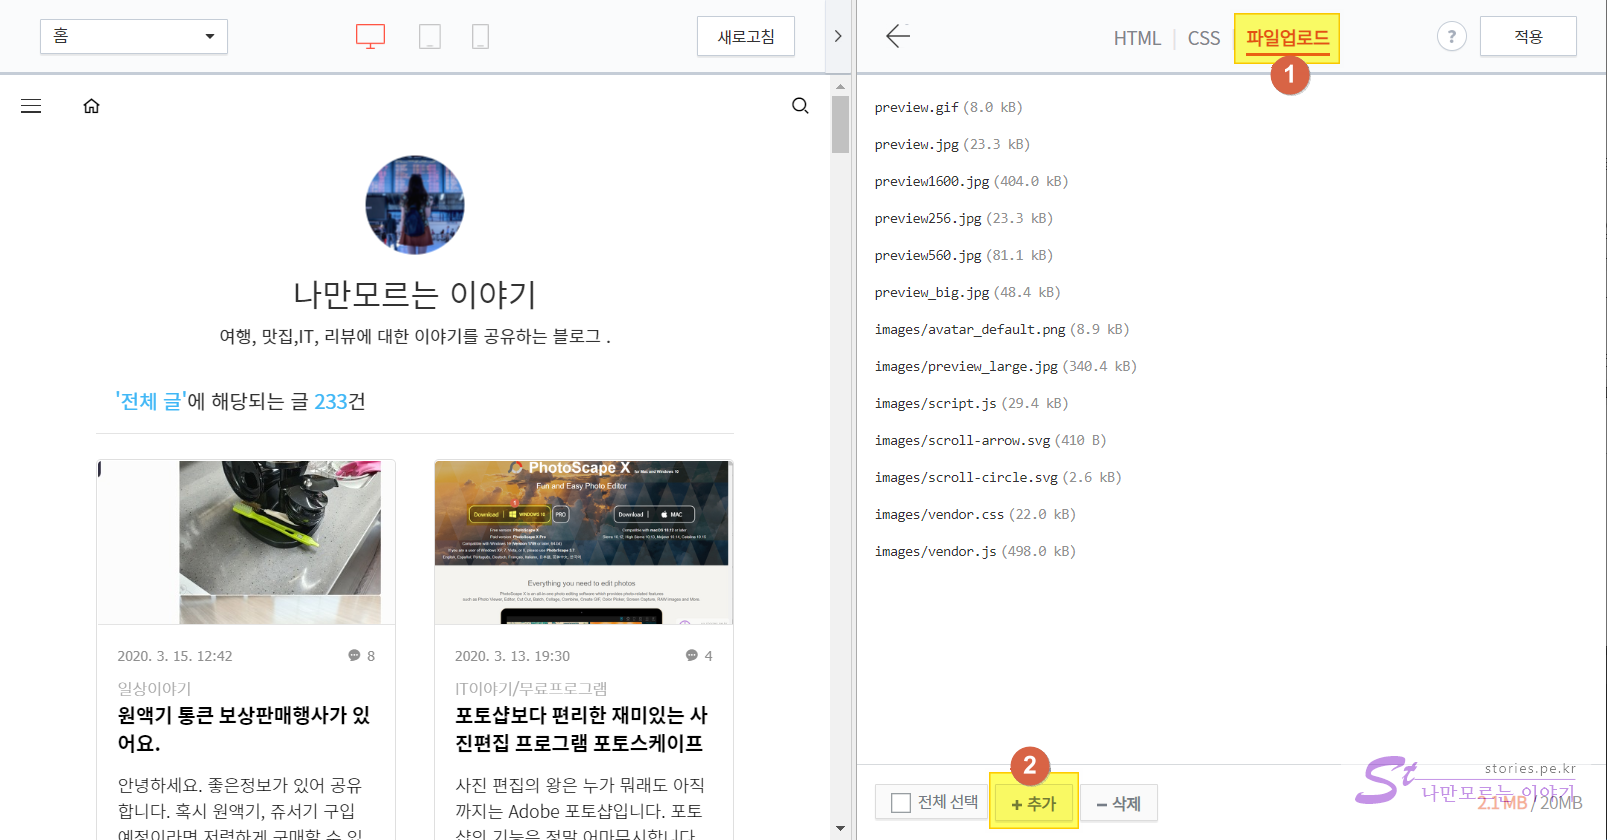 홈
새로고침
HTML
CSS
파일업로드
?
적용
1
나만모르는 이야기
여행, 맛집,IT, 리뷰에 대한 이야기를 공유하는 블로그 .
'전체 글'에 해당되는 글 233건
PhotoScape X for Mac and Windows 10
Fun and Easy Photo Editor
Download WINDOWS 10 PRO
Download MAC
Everything you need to edit photos
2020. 3. 15. 12:42
8
일상이야기
원액기 통큰 보상판매행사가 있
어요.
안녕하세요. 좋은정보가 있어 공유
합니다. 혹시 원액기, 쥬서기 구입
예정이라면 저렴하게 구매할 수 있
2020. 3. 13. 19:30
4
IT이야기/무료프로그램
포토샵보다 편리한 재미있는 사
진편집 프로그램 포토스케이프
사진 편집의 왕은 누가 뭐래도 아직
까지는 Adobe 포토샵입니다. 포토
샵의 기능은 정말 어마무시합니다.
preview.gif (8.0 kB)
preview.jpg (23.3 kB)
preview1600.jpg (404.0 kB)
preview256.jpg (23.3 kB)
preview560.jpg (81.1 kB)
preview_big.jpg (48.4 kB)
images/avatar_default.png (8.9 kB)
images/preview_large.jpg (340.4 kB)
images/script.js (29.4 kB)
images/scroll-arrow.svg (410 B)
images/scroll-circle.svg (2.6 kB)
images/vendor.css (22.0 kB)
images/vendor.js (498.0 kB)
2
전체 선택
+ 추가
− 삭제
St
stories.pe.kr
나만모르는 이야기
2.1MB / 20MB